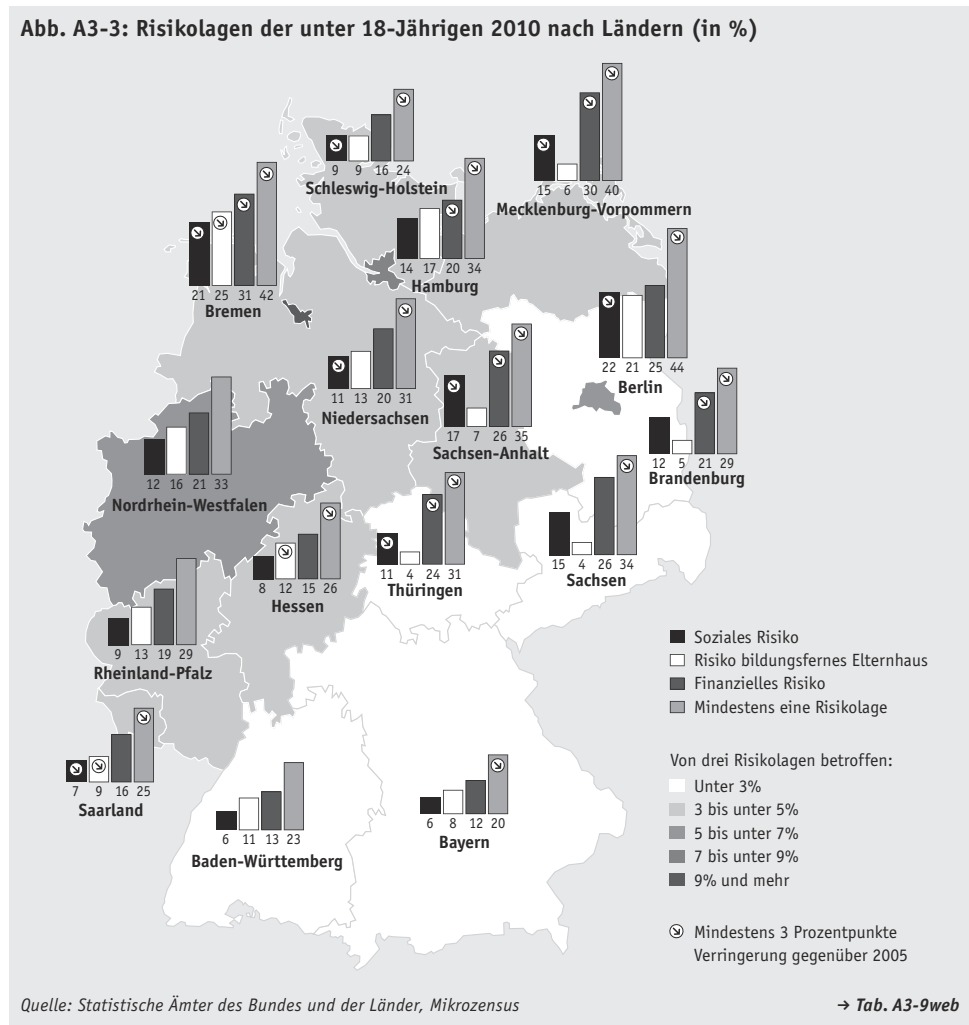 Abb. A3-3: Risikolagen der unter 18-Jährigen 2010 nach Ländern (in %)
9 9 16 24
Schleswig-Holstein
15 6 30 40
Mecklenburg-Vorpommern
14 17 20 34
Hamburg
21 25 31 42
Bremen
22 21 25 44
Berlin
11 13 20 31
Niedersachsen
17 7 26 35
Sachsen-Anhalt
12 5 21 29
Brandenburg
12 16 21 33
Nordrhein-Westfalen
8 12 15 26
Hessen
11 4 24 31
Thüringen
15 4 26 34
Sachsen
9 13 19 29
Rheinland-Pfalz
7 9 16 25
Saarland
6 11 13 23
Baden-Württemberg
6 8 12 20
Bayern
Soziales Risiko
Risiko bildungsfernes Elternhaus
Finanzielles Risiko
Mindestens eine Risikolage
Von drei Risikolagen betroffen:
Unter 3%
3 bis unter 5%
5 bis unter 7%
7 bis unter 9%
9% und mehr
Mindestens 3 Prozentpunkte
Verringerung gegenüber 2005
Quelle: Statistische Ämter des Bundes und der Länder, Mikrozensus
→ Tab. A3-9web